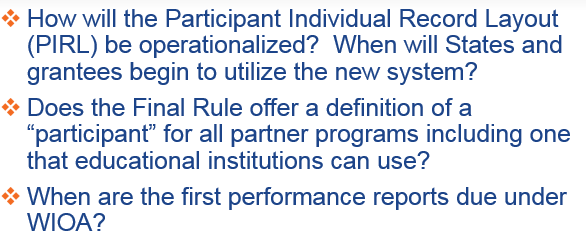 How will the Participant Individual Record Layout
(PIRL) be operationalized?  When will States and
grantees begin to utilize the new system?
Does the Final Rule offer a definition of a
“participant” for all partner programs including one
that educational institutions can use?
When are the first performance reports due under
WIOA?